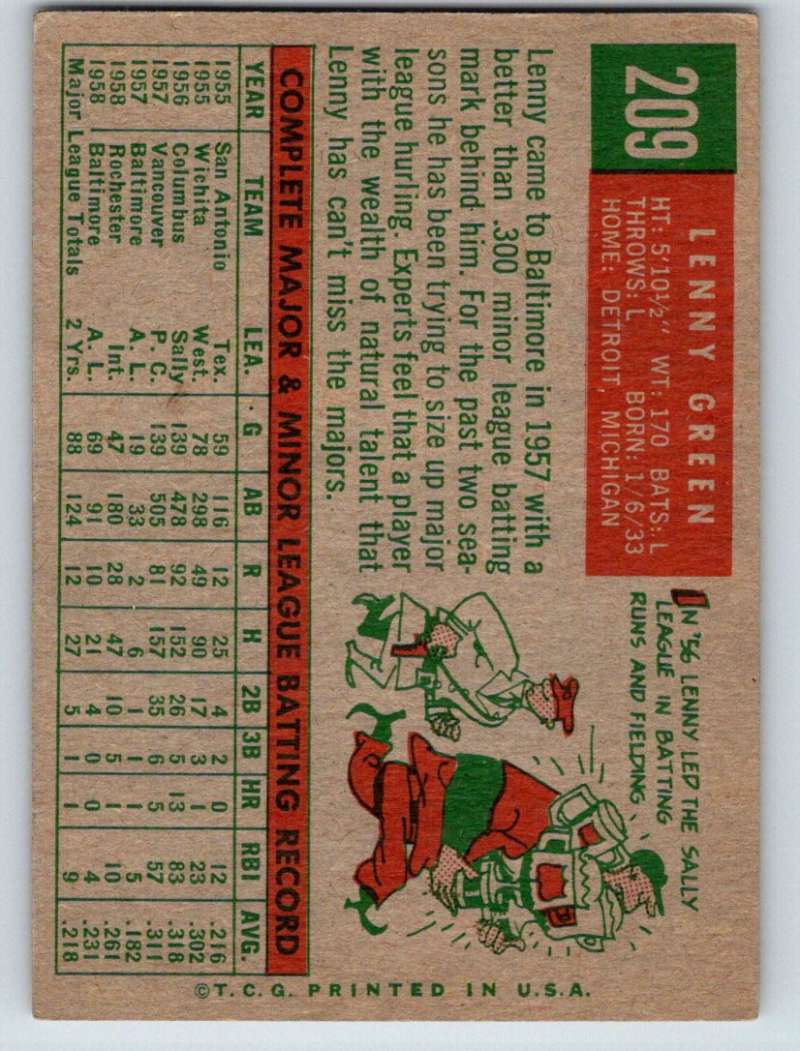 209
LENNY GREEN
HT: 5'10½" WT: 170 BATS: L
THROWS: L BORN: 1/6/33
HOME: DETROIT, MICHIGAN
IN '56 LENNY LED THE SALLY
LEAGUE IN BATTING
RUNS AND FIELDING
Lenny came to Baltimore in 1957 with a
better than .300 minor league batting
mark behind him. For the past two sea-
sons he has been trying to size up major
league hurling. Experts feel that a player
with the wealth of natural talent that
Lenny has can't miss the majors.
COMPLETE MAJOR & MINOR LEAGUE BATTING RECORD
YEAR TEAM LEA. G AB R H 2B 3B HR RBI AVG.
1955 San Antonio Tex. 59 116 12 25 4 2 0 12 .216
1955 Wichita West. 78 298 49 90 17 3 1 23 .302
1956 Columbus Sally 139 478 92 152 26 5 13 83 .318
1957 Vancouver P. C. 139 505 81 157 35 6 5 57 .311
1957 Baltimore A. L. 19 33 2 6 1 1 1 5 .182
1958 Rochester Int. 47 180 28 47 10 5 1 10 .261
1958 Baltimore A. L. 69 91 10 21 4 0 0 4 .231
Major League Totals 2 Yrs. 88 124 12 27 5 1 1 9 .218
©T.C.G. PRINTED IN U.S.A.